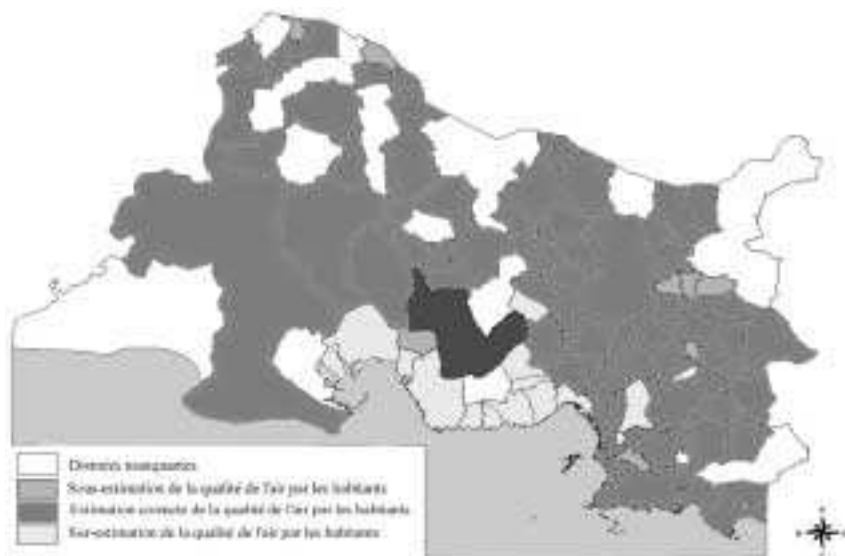 Données manquantes
Sous-estimation de la qualité de l'air par les habitants
Estimation correcte de la qualité de l'air par les habitants
Sur-estimation de la qualité de l'air par les habitants